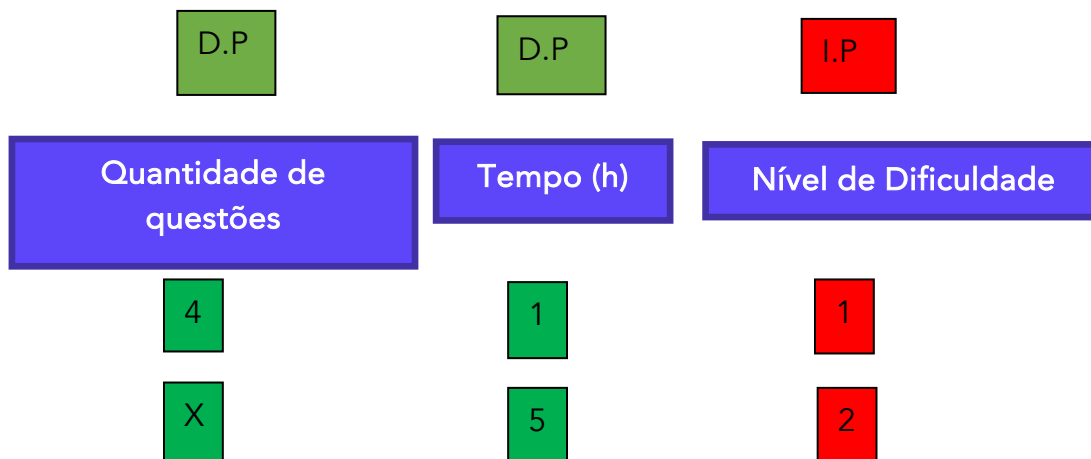 D.P D.P I.P
Quantidade de
questões
Tempo (h)
Nível de Dificuldade
4 1 1
X 5 2